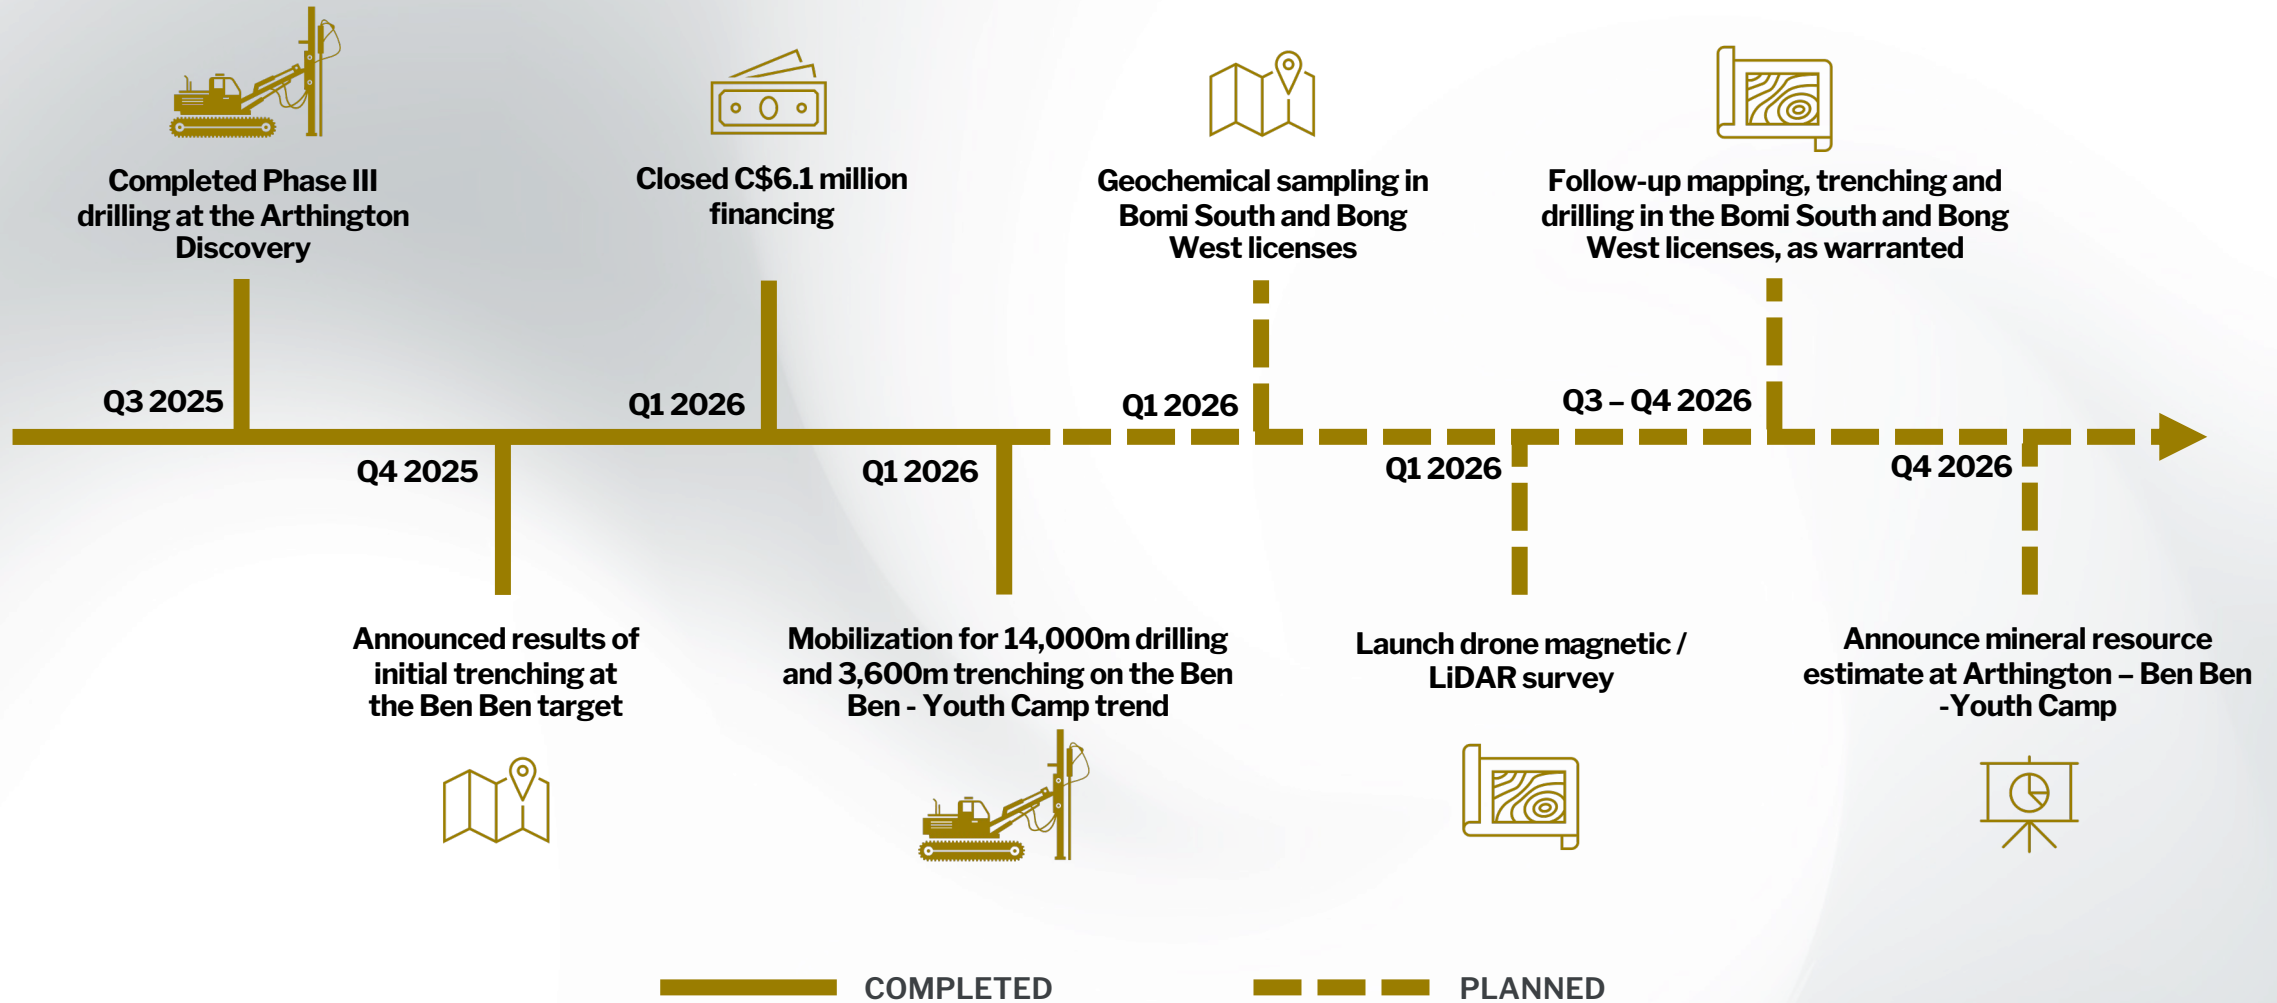 Completed Phase III
drilling at the Arthington
Discovery
Q3 2025
Q4 2025
Announced results of
initial trenching at
the Ben Ben target
Closed C$6.1 million
financing
Q1 2026
Q1 2026
Mobilization for 14,000m drilling
and 3,600m trenching on the Ben
Ben - Youth Camp trend
Geochemical sampling in
Bomi South and Bong
West licenses
Q1 2026
Q1 2026
Launch drone magnetic /
LiDAR survey
Follow-up mapping, trenching and
drilling in the Bomi South and Bong
West licenses, as warranted
Q3 – Q4 2026
Q4 2026
Announce mineral resource
estimate at Arthington – Ben Ben
-Youth Camp
COMPLETED
PLANNED